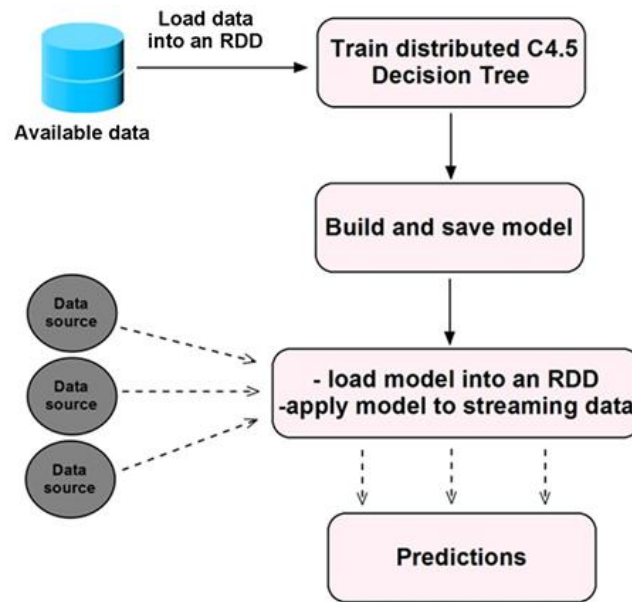 Load data
into an RDD
Available data
Train distributed C4.5
Decision Tree
Build and save model
Data
source
Data
source
Data
source
- load model into an RDD
-apply model to streaming data
Predictions